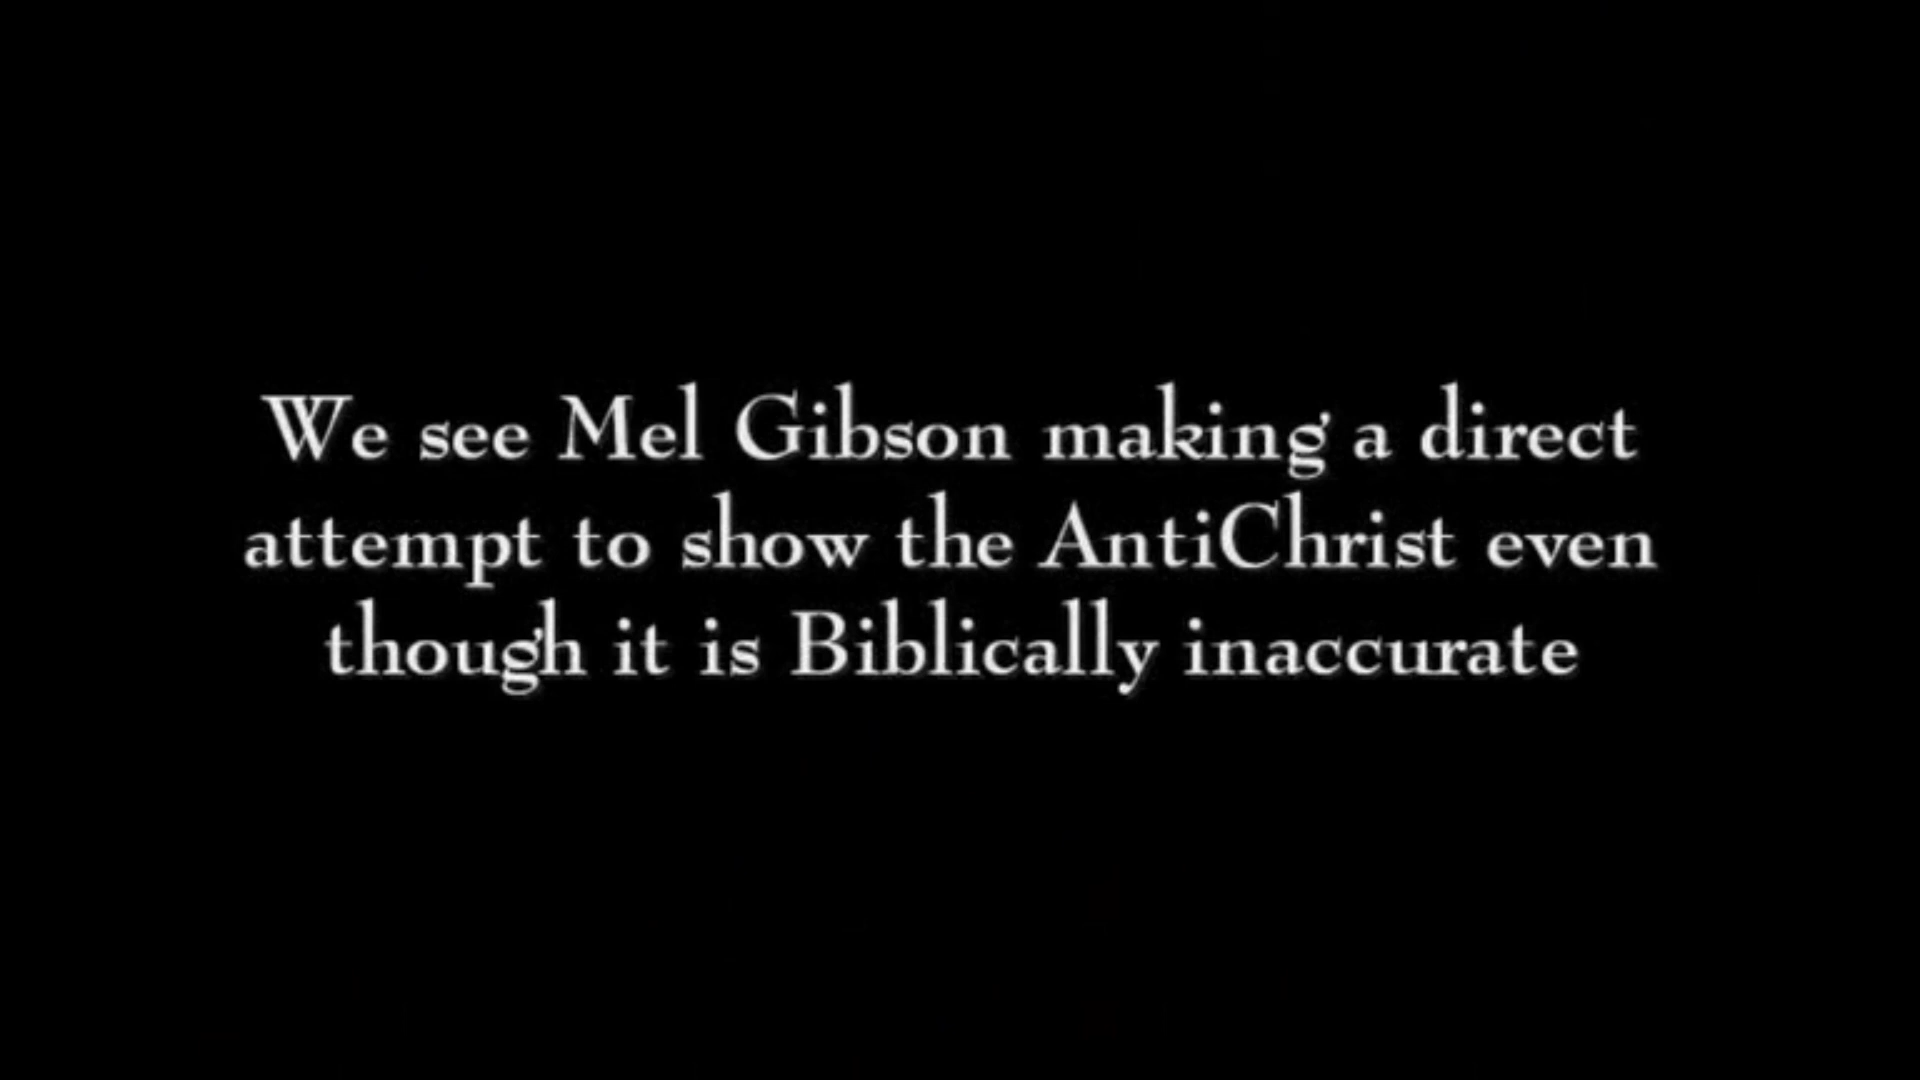 We see Mel Gibson making a direct
attempt to show the AntiChrist even
though it is Biblically inaccurate